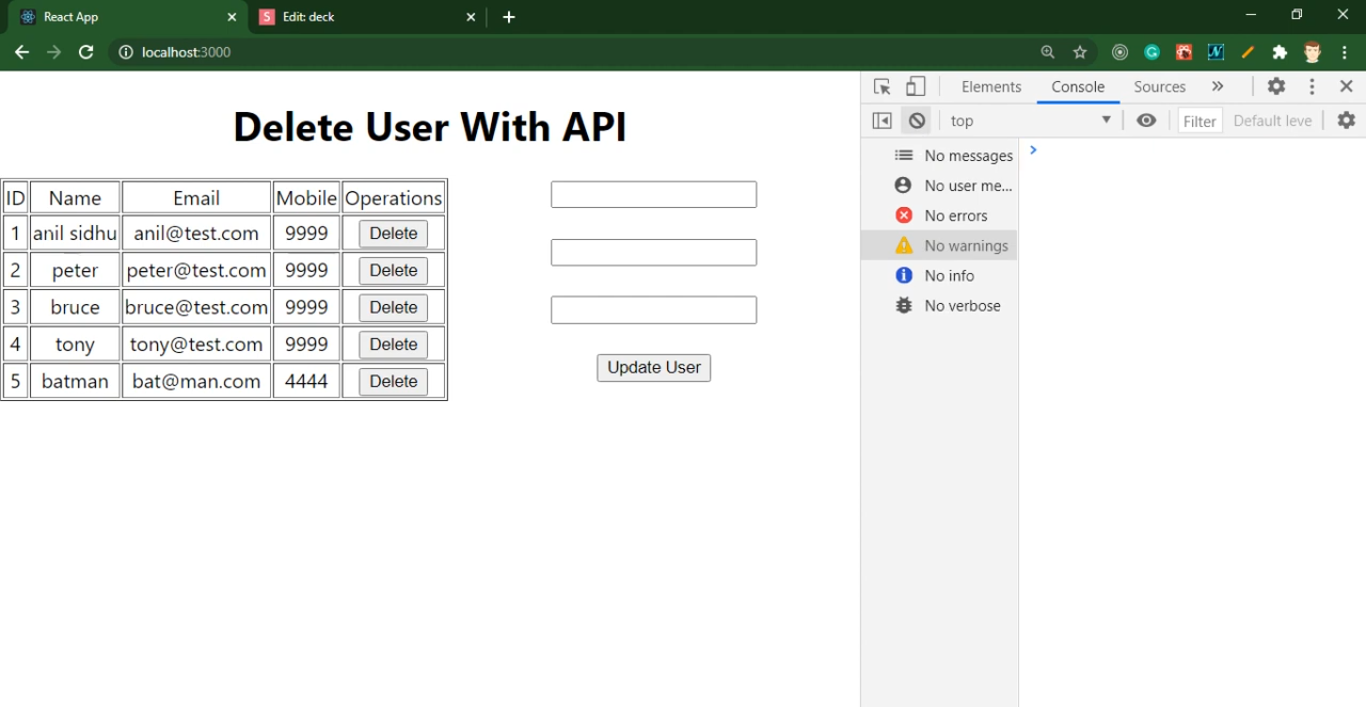 React App
Edit: deck
localhost:3000
Delete User With API
ID Name Email Mobile Operations
1 anil sidhu anil@test.com 9999 Delete
2 peter peter@test.com 9999 Delete
3 bruce bruce@test.com 9999 Delete
4 tony tony@test.com 9999 Delete
5 batman bat@man.com 4444 Delete
Update User
Elements Console Sources
top Filter Default leve
No messages
No user me...
No errors
No warnings
No info
No verbose